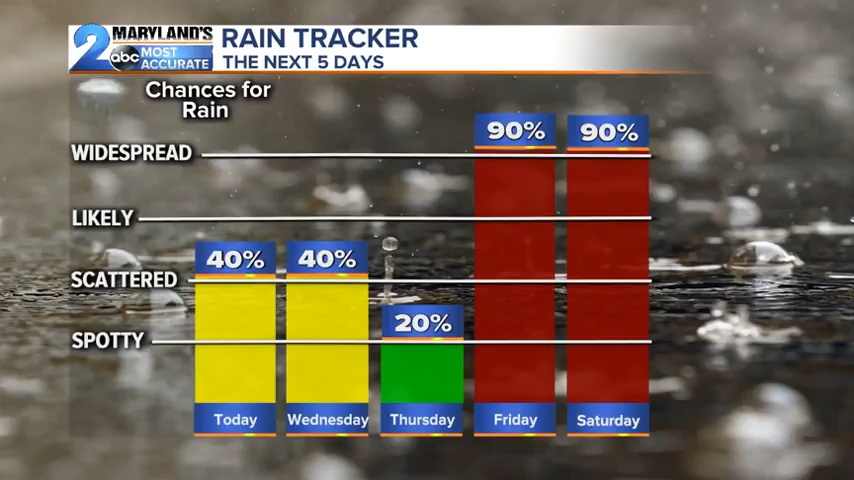 2
MARYLAND'S
abc MOST
ACCURATE
RAIN TRACKER
THE NEXT 5 DAYS
Chances for
Rain
90% 90%
WIDESPREAD
LIKELY
40% 40%
SCATTERED
20%
SPOTTY
Today Wednesday Thursday Friday Saturday